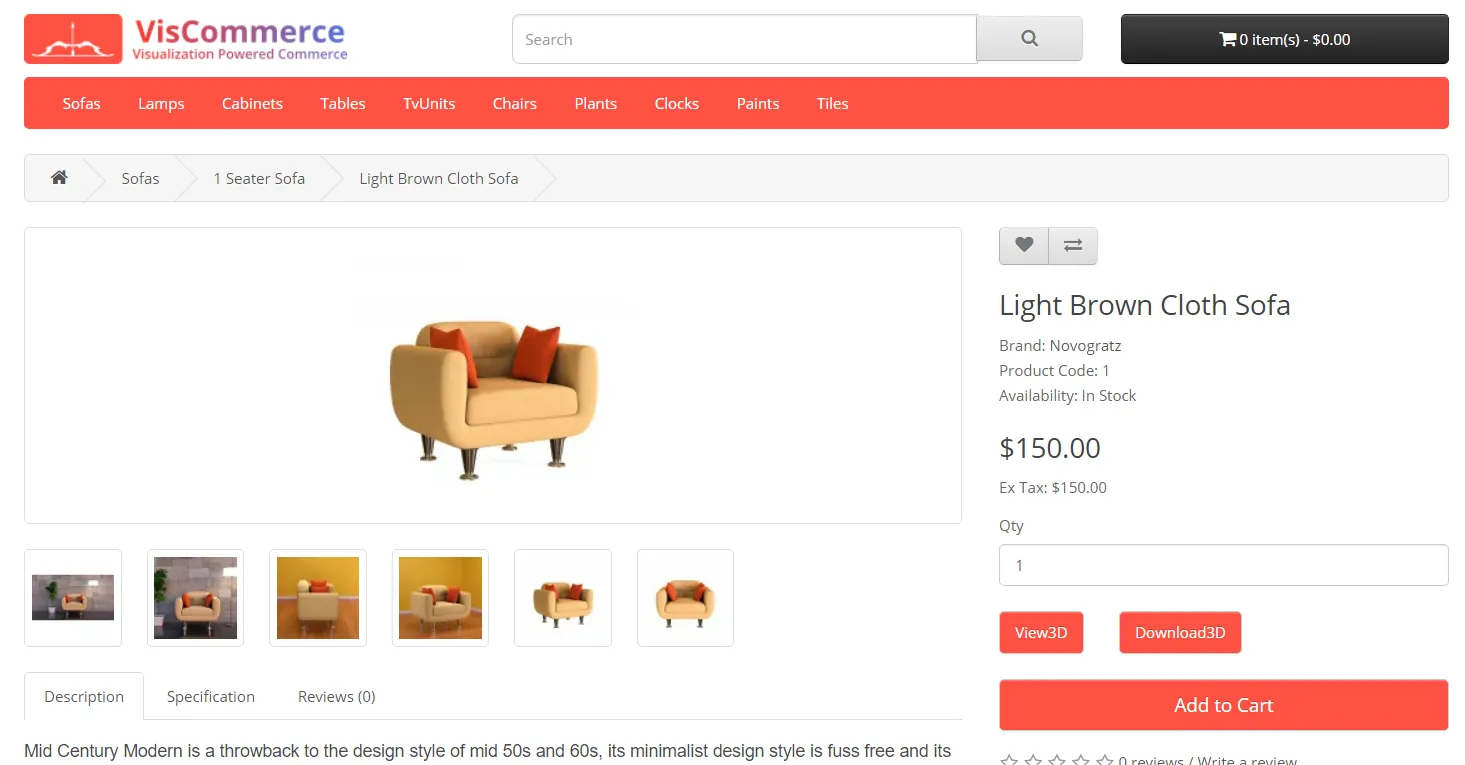 VisCommerce
Visualization Powered Commerce
Search
0 item(s) - $0.00
Sofas Lamps Cabinets Tables TvUnits Chairs Plants Clocks Paints Tiles
Sofas 1 Seater Sofa Light Brown Cloth Sofa
Light Brown Cloth Sofa
Brand: Novogratz
Product Code: 1
Availability: In Stock
$150.00
Ex Tax: $150.00
Qty
1
View3D Download3D
Add to Cart
0 reviews / Write a review
Description Specification Reviews (0)
Mid Century Modern is a throwback to the design style of mid 50s and 60s, its minimalist design style is fuss free and its